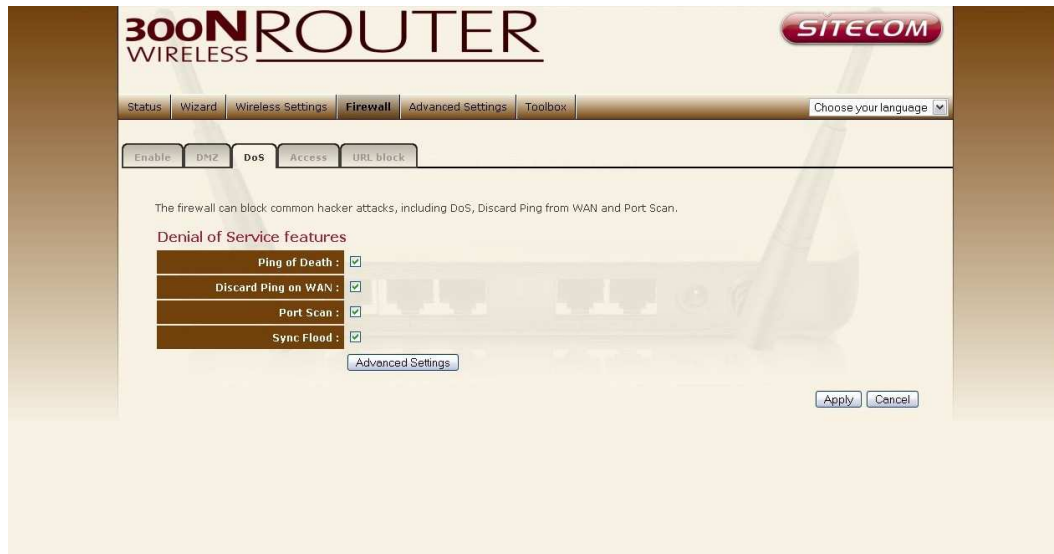 300N ROUTER
WIRELESS
SITECOM
Status Wizard Wireless Settings Firewall Advanced Settings Toolbox Choose your language
Enable DMZ DoS Access URL block
The firewall can block common hacker attacks, including DoS, Discard Ping from WAN and Port Scan.
Denial of Service features
Ping of Death :
Discard Ping on WAN :
Port Scan :
Sync Flood :
Advanced Settings
Apply Cancel